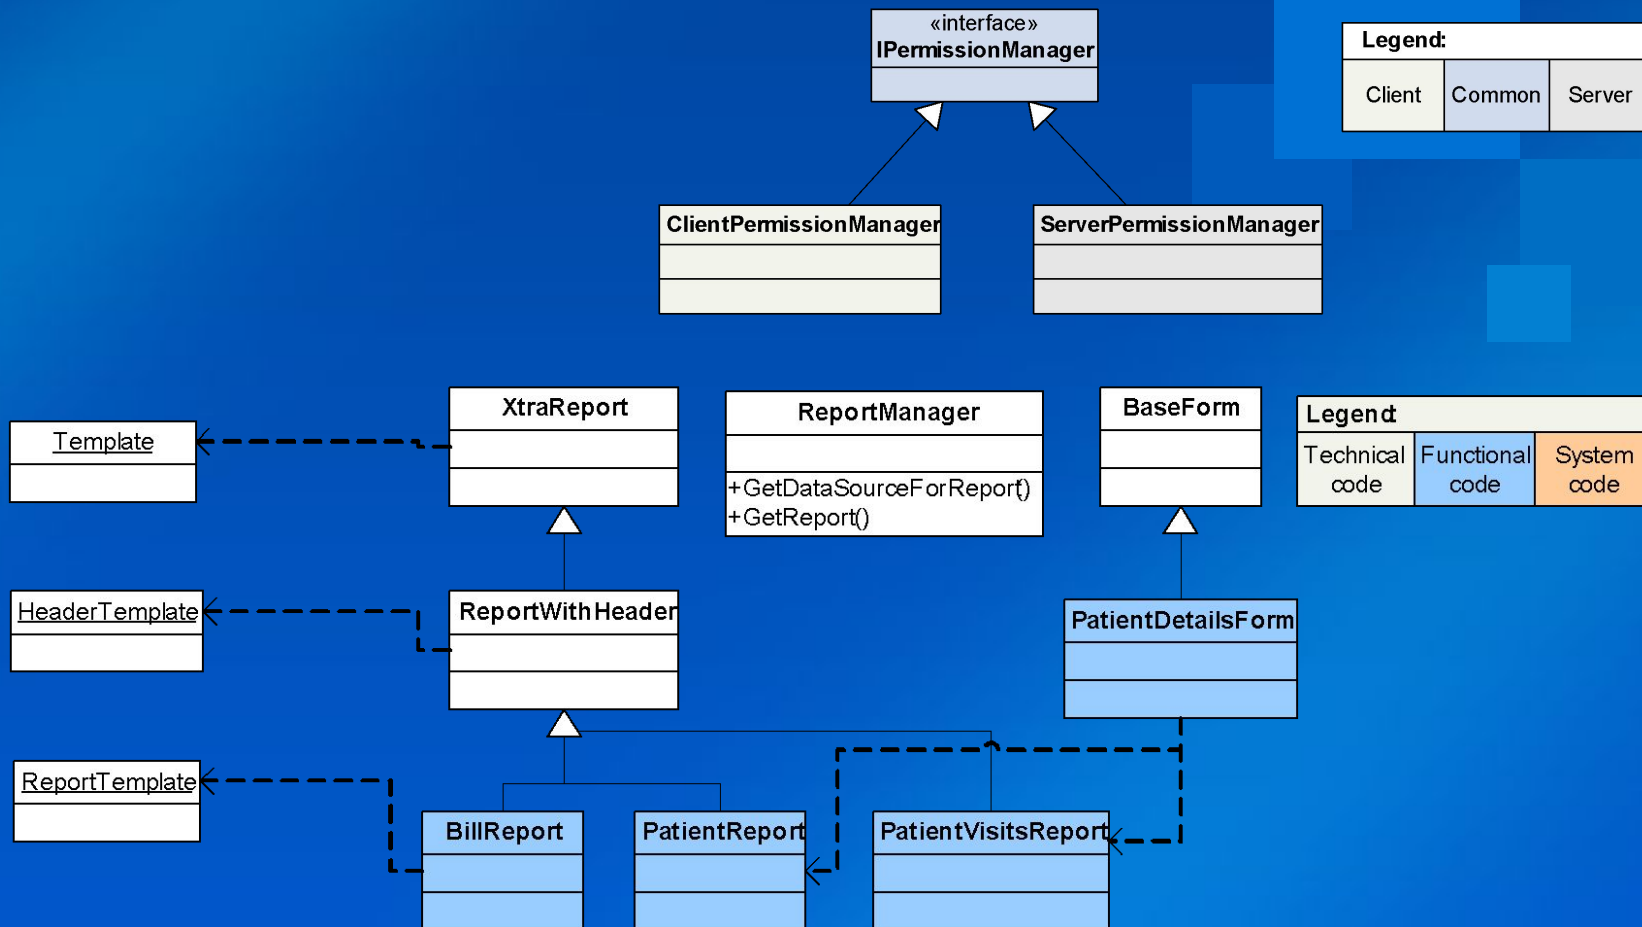 «interface»
IPermissionManager
Legend:
Client Common Server
ClientPermissionManager
ServerPermissionManager
XtraReport
ReportManager
BaseForm
Legend:
Template
Technical code
Functional code
System code
+GetDataSourceForReport()
+GetReport()
HeaderTemplate
ReportWithHeader
PatientDetailsForm
ReportTemplate
BillReport
PatientReport
PatientVisitsReport